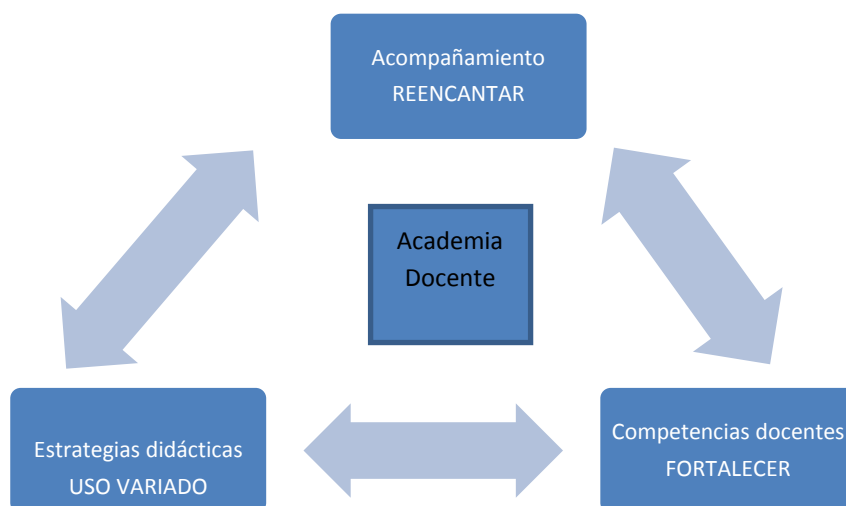 Acompañamiento
REENCANTAR
Academia
Docente
Estrategias didácticas
USO VARIADO
Competencias docentes
FORTALECER